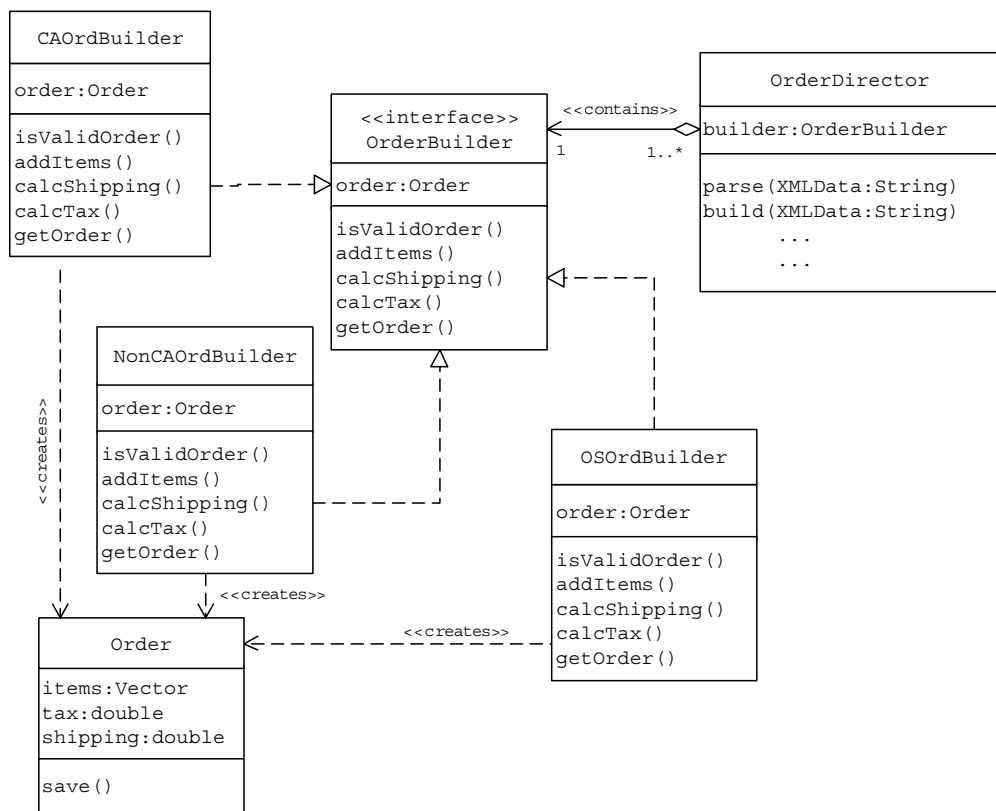 CAOrdBuilder
order:Order
isValidOrder()
addItems()
calcShipping()
calcTax()
getOrder()
<<interface>>
OrderBuilder
order:Order
isValidOrder()
addItems()
calcShipping()
calcTax()
getOrder()
<<contains>>
1
1..*
OrderDirector
builder:OrderBuilder
parse(XMLData:String)
build(XMLData:String)
...
...
NonCAOrdBuilder
order:Order
isValidOrder()
addItems()
calcShipping()
calcTax()
getOrder()
<<creates>>
<<creates>>
OSOrdBuilder
order:Order
isValidOrder()
addItems()
calcShipping()
calcTax()
getOrder()
<<creates>>
Order
items:Vector
tax:double
shipping:double
save()